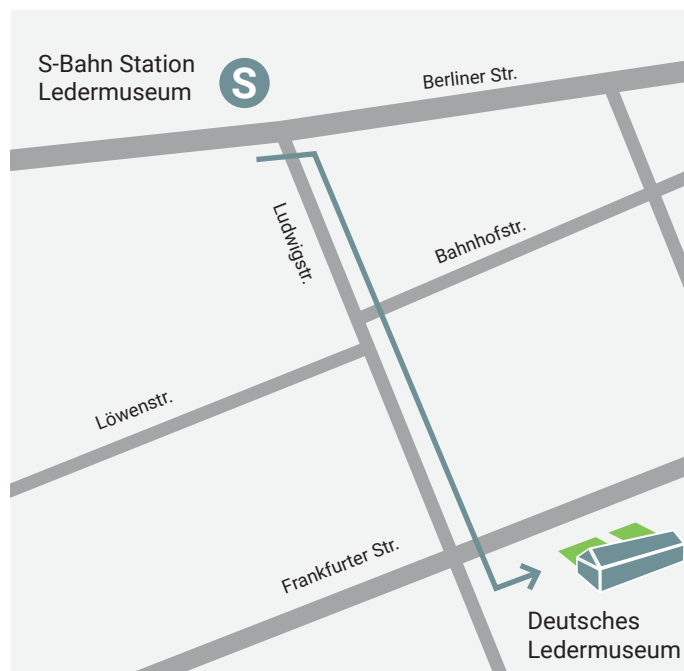 S-Bahn Station
Ledermuseum
S
Berliner Str.
Ludwigstr.
Bahnhofstr.
Löwenstr.
Frankfurter Str.
Deutsches
Ledermuseum